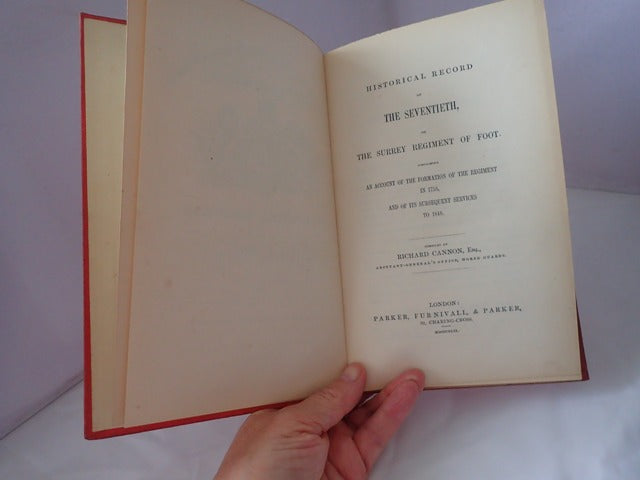 HISTORICAL RECORD
OF
THE SEVENTIETH,
OR
THE SURREY REGIMENT OF FOOT.
CONTAINING
AN ACCOUNT OF THE FORMATION OF THE REGIMENT
IN 1758,
AND OF ITS SUBSEQUENT SERVICES
TO 1848.
COMPILED BY
RICHARD CANNON, ESQ.,
ADJUTANT-GENERAL'S OFFICE, HORSE GUARDS.
LONDON:
PARKER, FURNIVALL, & PARKER,
30, CHARING-CROSS.
MDCCCXLIX.